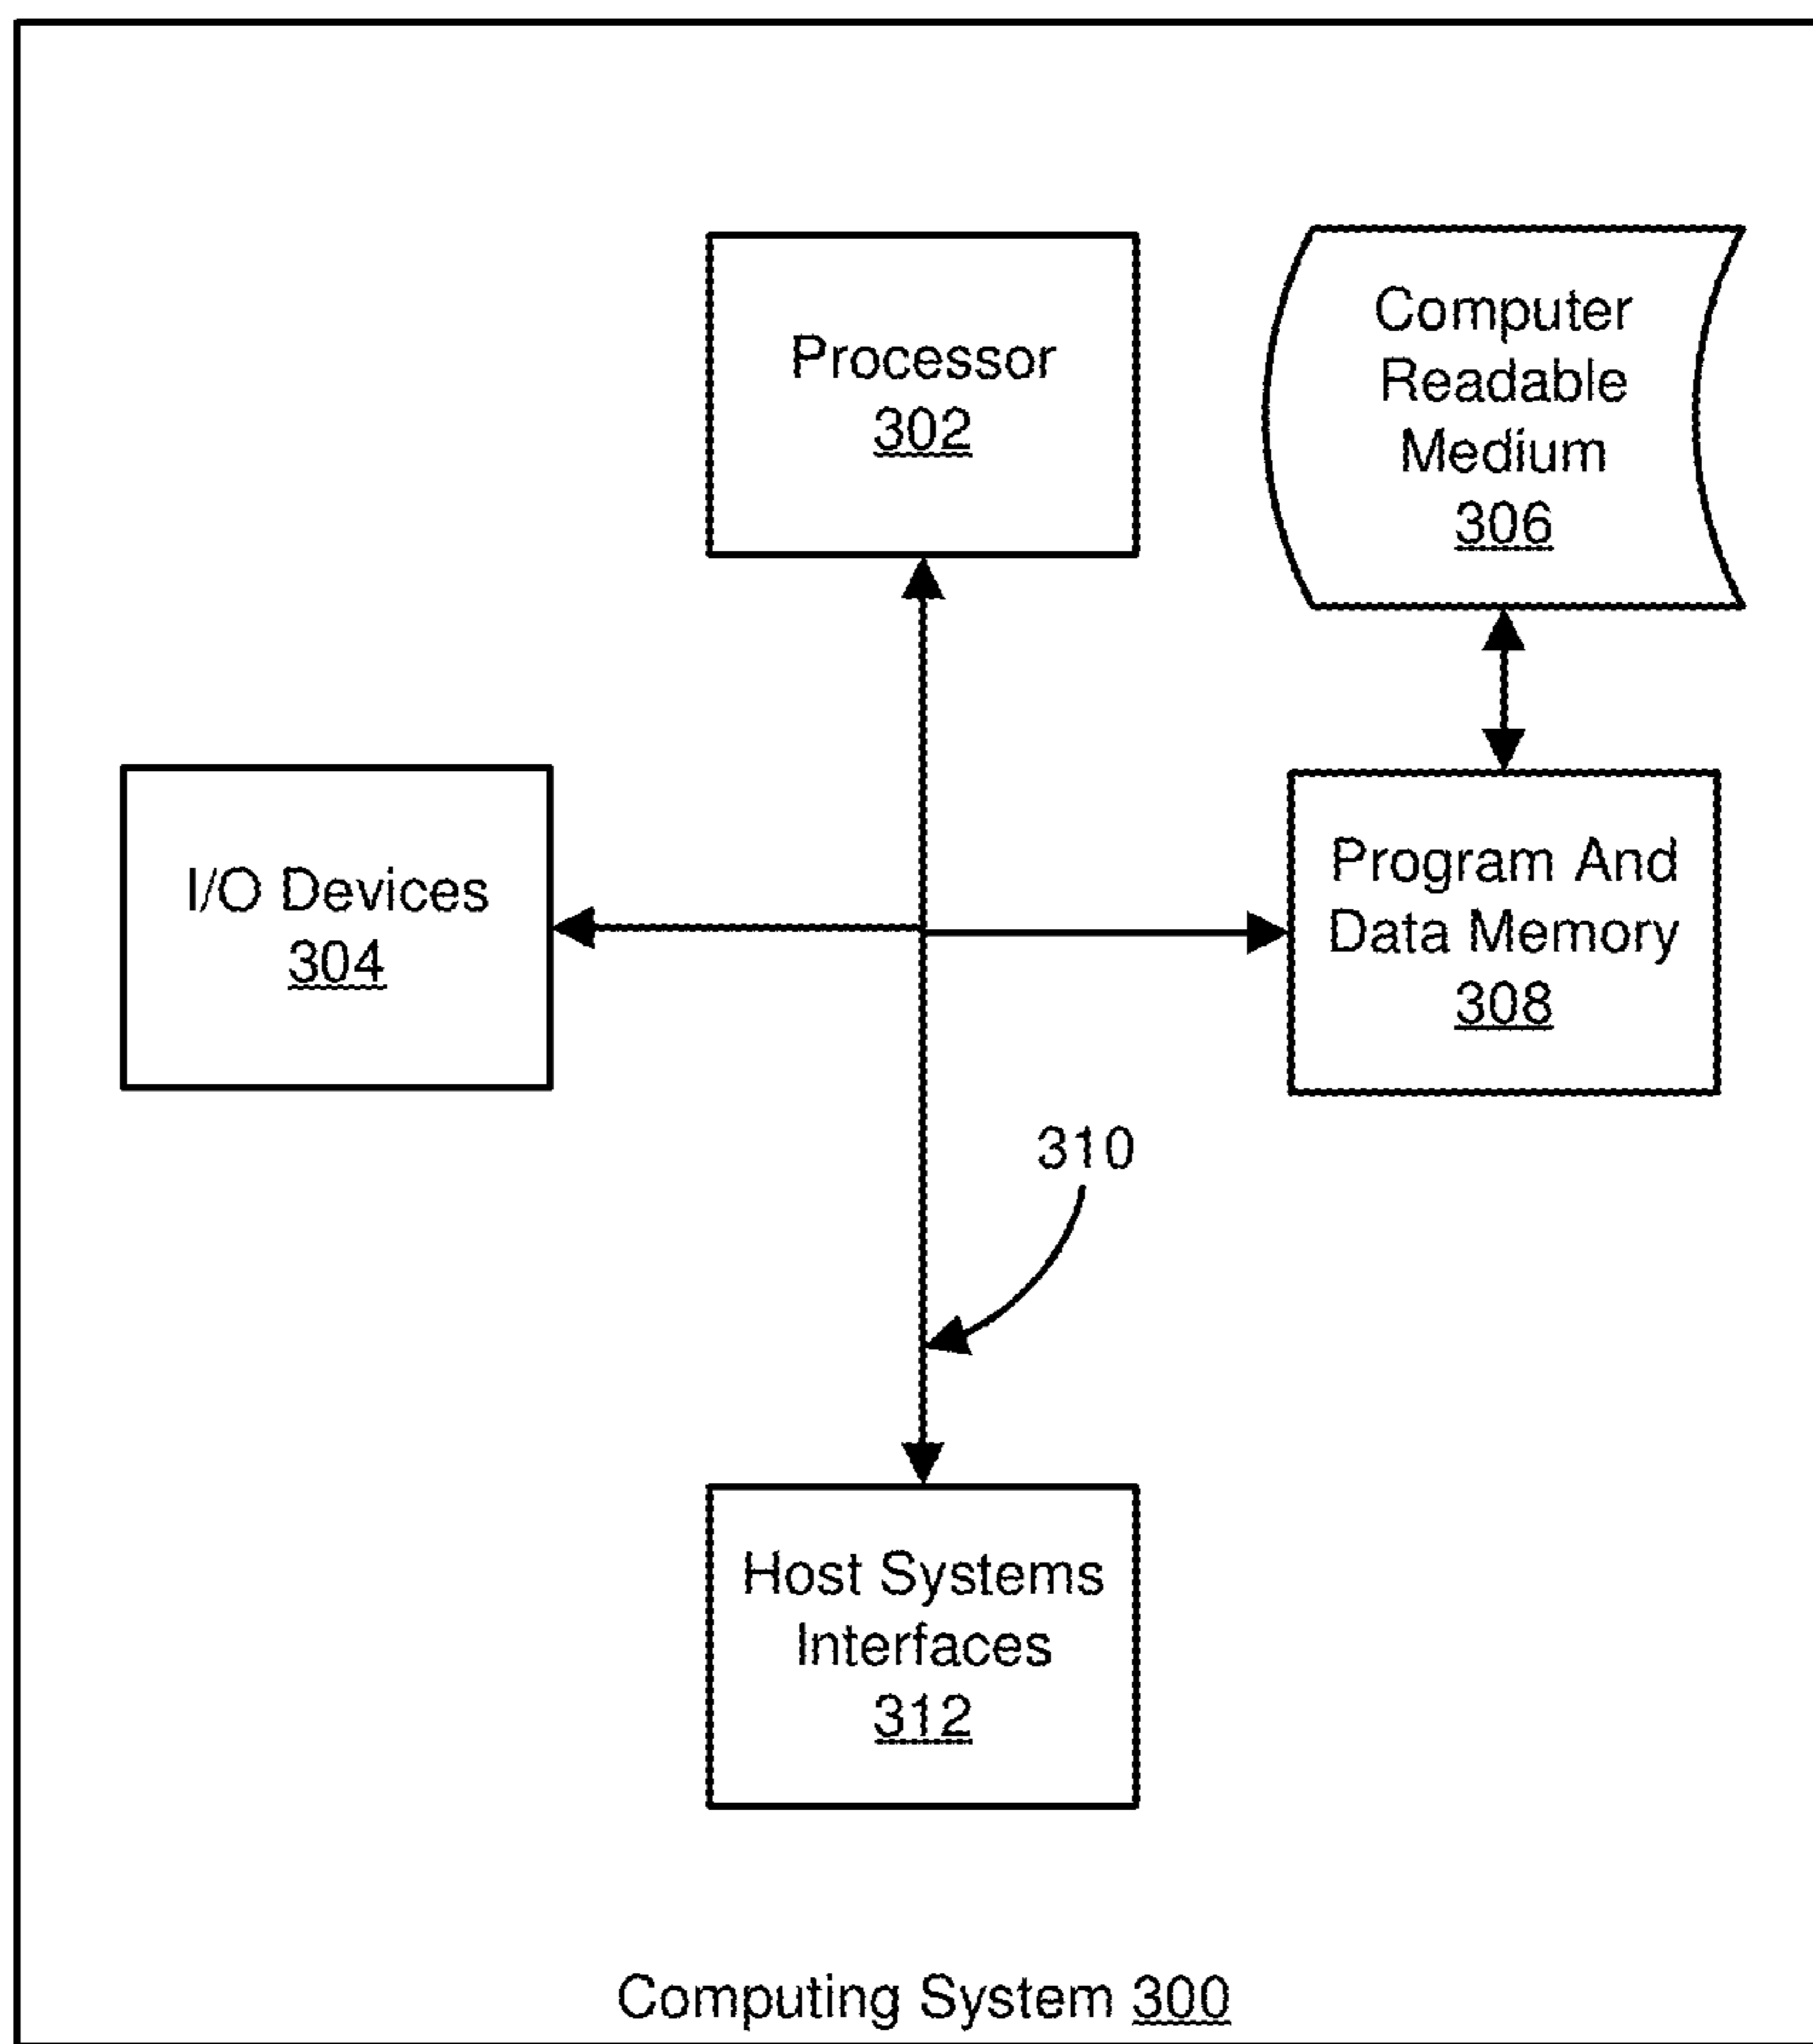 Processor
302
Computer
Readable
Medium
306
I/O Devices
304
Program And
Data Memory
308
310
Host Systems
Interfaces
312
Computing System 300